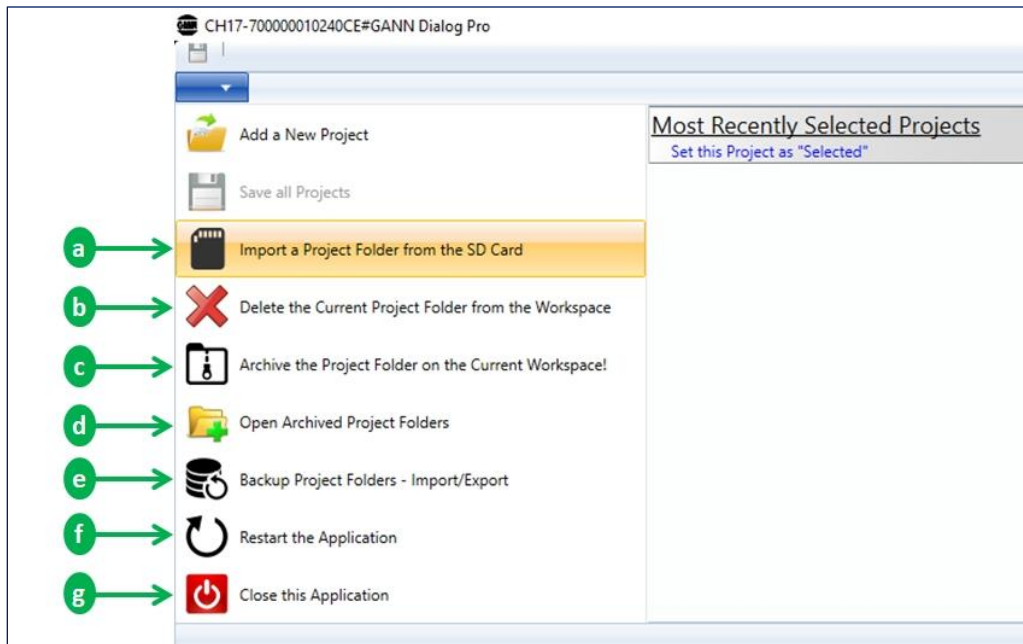 CH17-700000010240CE#GANN Dialog Pro
Add a New Project
Most Recently Selected Projects
Set this Project as "Selected"
Save all Projects
a Import a Project Folder from the SD Card
b Delete the Current Project Folder from the Workspace
c Archive the Project Folder on the Current Workspace!
d Open Archived Project Folders
e Backup Project Folders - Import/Export
f Restart the Application
g Close this Application